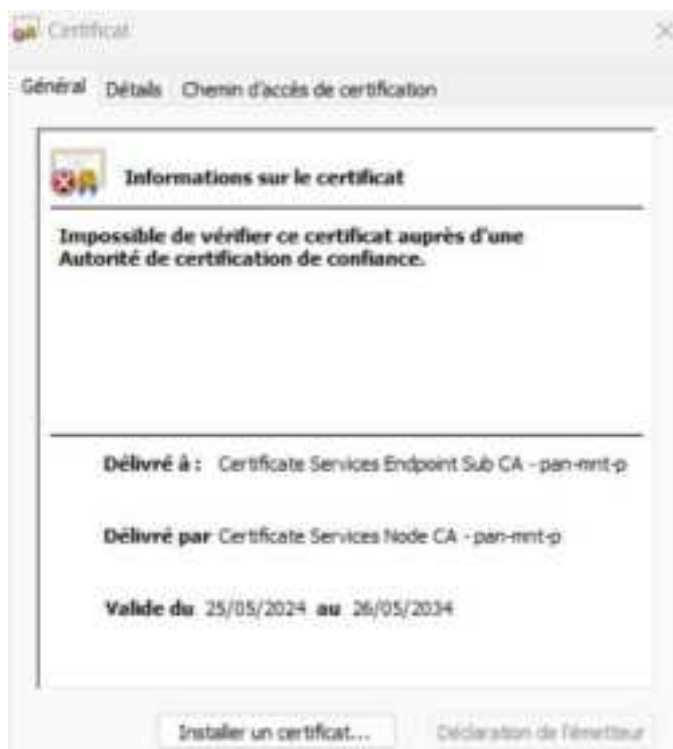 Certificat
Général Détails Chemin d'accès de certification
Informations sur le certificat
Impossible de vérifier ce certificat auprès d'une
Autorité de certification de confiance.
Délivré à : Certificate Services Endpoint Sub CA - pan-mnt-p
Délivré par Certificate Services Node CA - pan-mnt-p
Valide du 25/05/2024 au 26/05/2034
Installer un certificat... Déclaration de l'émetteur